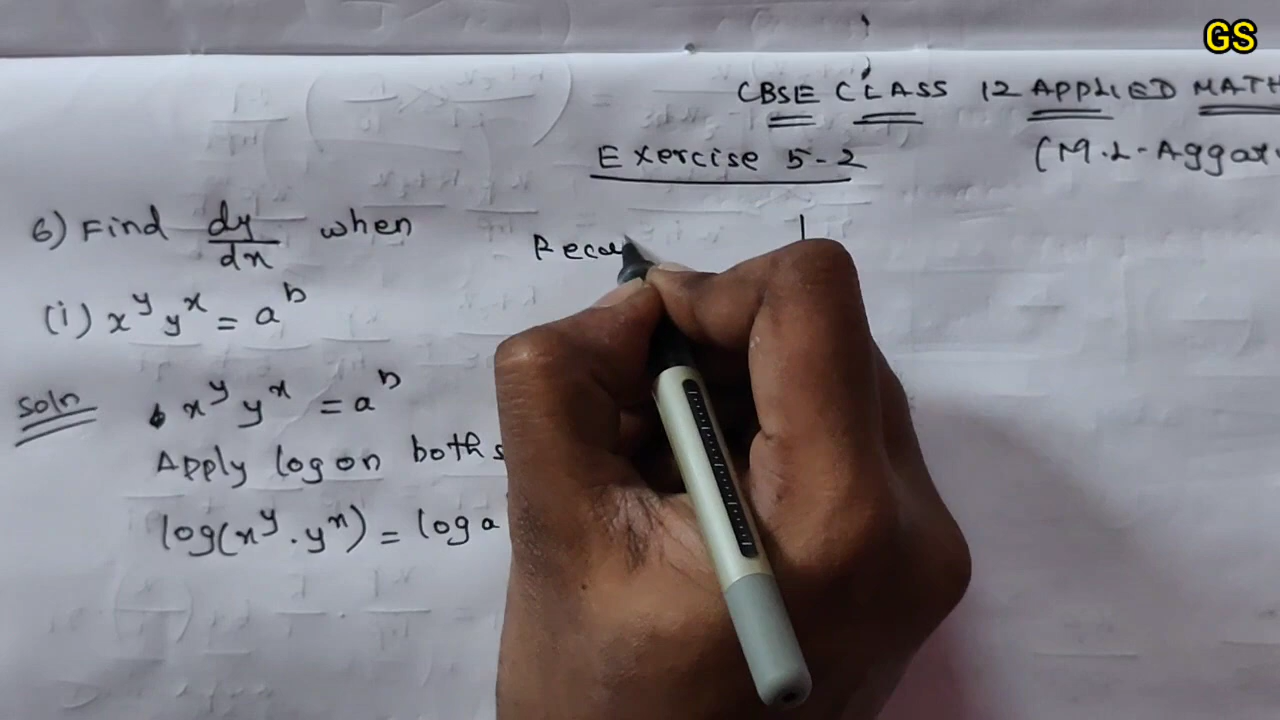 GS
CBSE CLASS 12 APPLIED MATH
Exercise 5-2
(M.L-Aggar
6) Find dy/dx when
(i) x^y y^x = a^b
Soln
x^y y^x = a^b
Apply log on both s
log(x^y . y^x) = log a